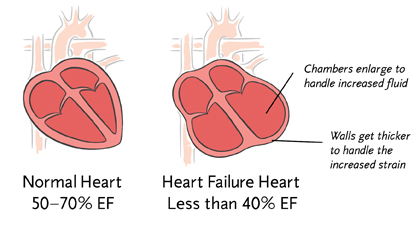 Chambers enlarge to
handle increased fluid
Walls get thicker
to handle the
increased strain
Normal Heart
50–70% EF
Heart Failure Heart
Less than 40% EF